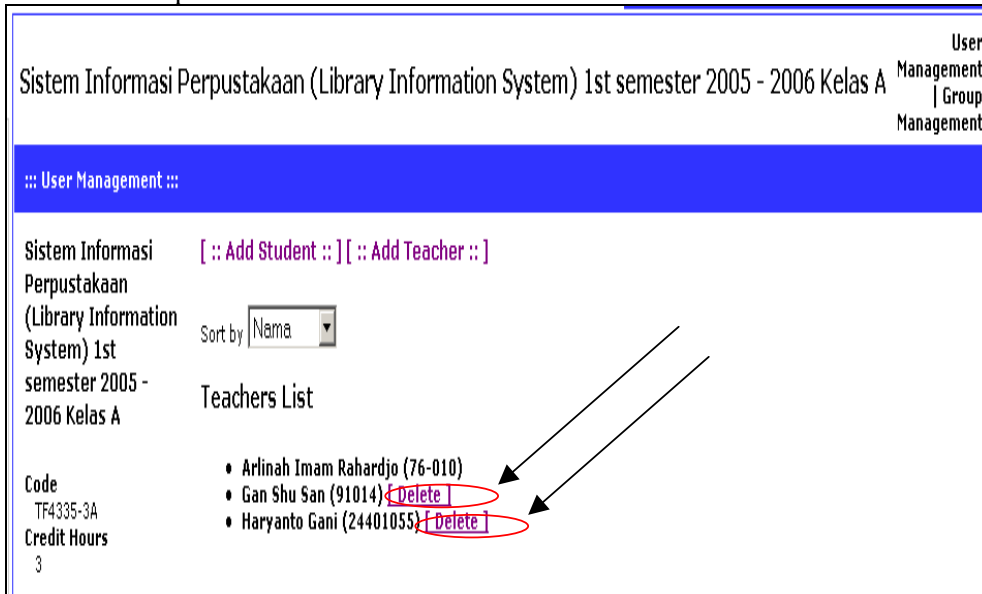 Sistem Informasi Perpustakaan (Library Information System) 1st semester 2005 - 2006 Kelas A
User
Management
| Group
Management
::: User Management :::
Sistem Informasi
Perpustakaan
(Library Information
System) 1st
semester 2005 -
2006 Kelas A
Code
TF4335-3A
Credit Hours
3
[ :: Add Student :: ] [ :: Add Teacher :: ]
Sort by Nama
Teachers List
• Arlinah Imam Rahardjo (76-010)
• Gan Shu San (91014) [ Delete ]
• Haryanto Gani (24401055) [ Delete ]